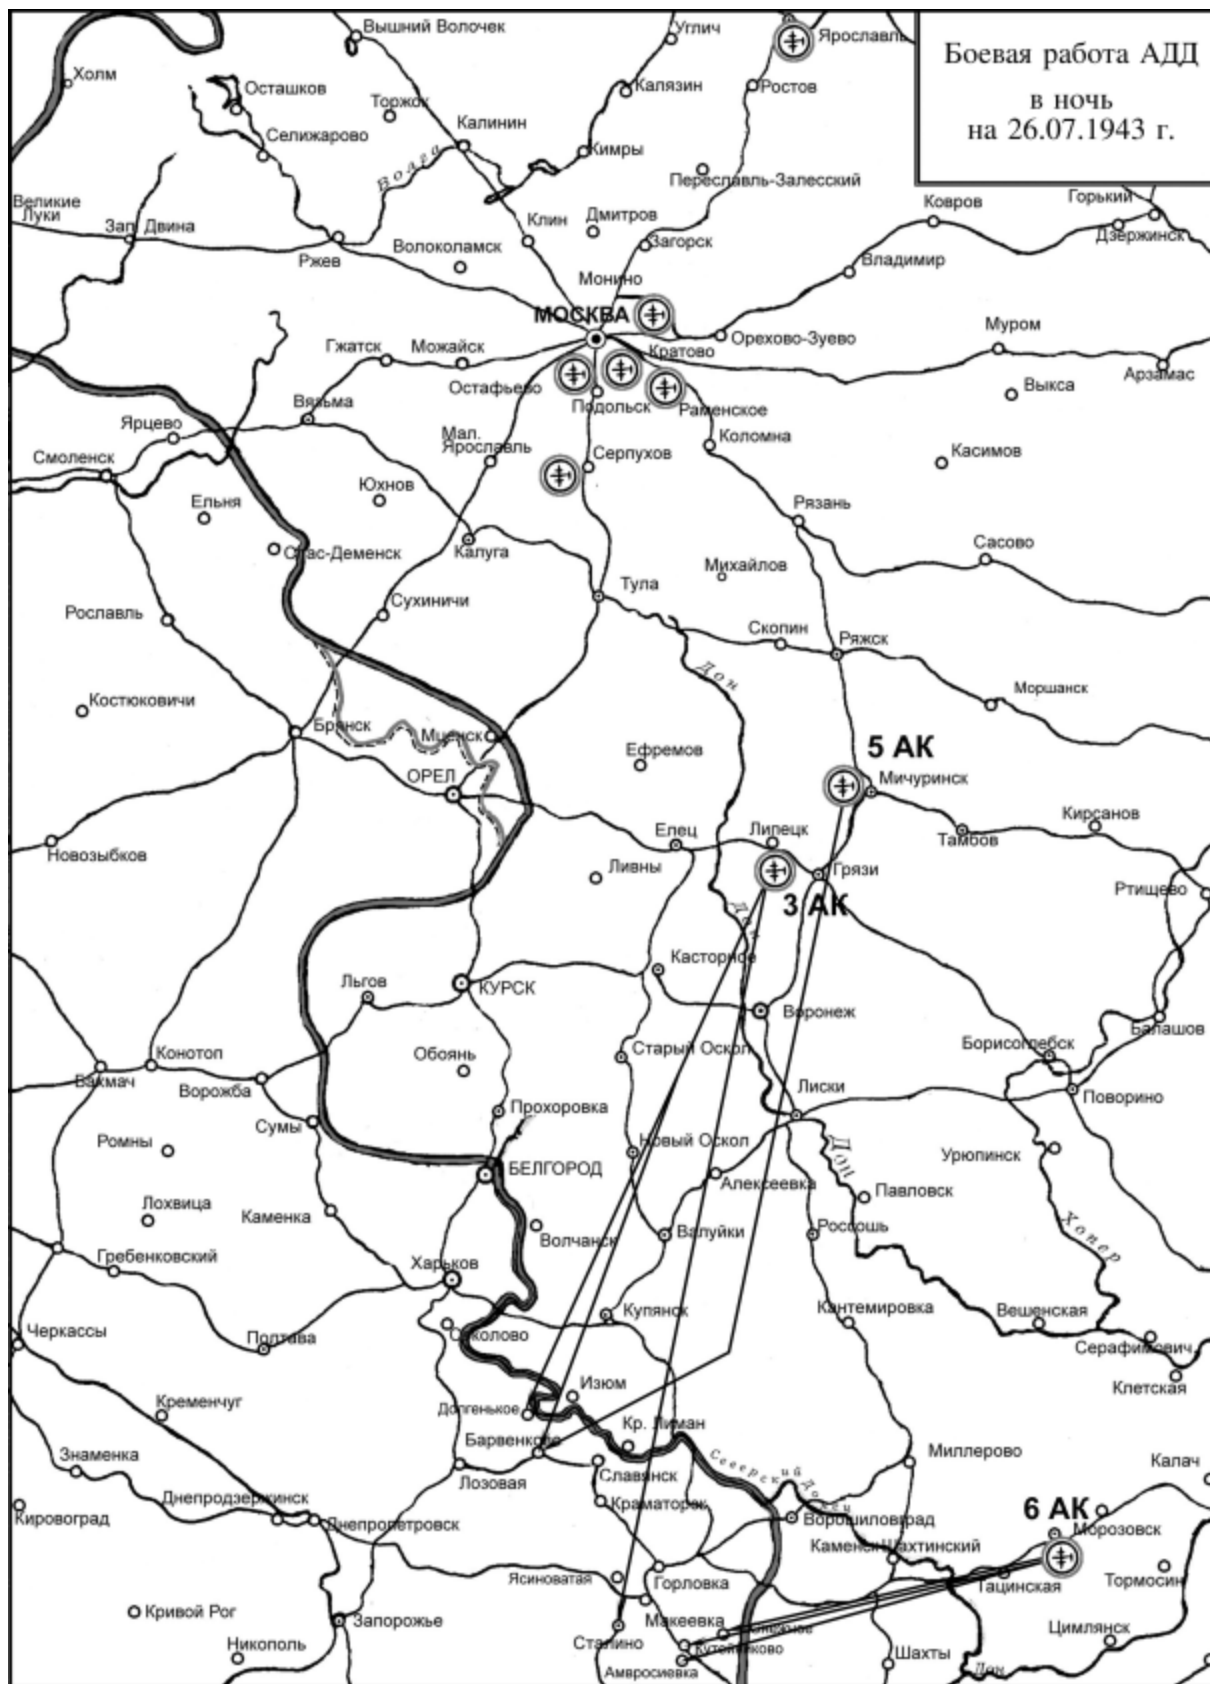 Вышний Волочек
Углич
Ярославль
Боевая работа АДД
в ночь
на 26.07.1943 г.
Холм
Осташков
Торжок
Калязин
Ростов
Селижарово
Калинин
Волга
Кимры
Переславль-Залесский
Великие
Луки
Зап. Двина
Ржев
Волоколамск
Клин
Дмитров
Загорск
Ковров
Горький
Дзержинск
Владимир
Монино
МОСКВА
Орехово-Зуево
Муром
Гжатск
Можайск
Кратово
Остафьево
Подольск
Раменское
Выкса
Арзамас
Вязьма
Ярцево
Смоленск
Мал.
Ярославль
Серпухов
Коломна
Касимов
Юхнов
Ельня
Рязань
Спас-Деменск
Калуга
Сасово
Михайлов
Тула
Рославль
Сухиничи
Скопин
Ряжск
Дон
Моршанск
Костюковичи
Брянск
Мценск
Ефремов
5 АК
Мичуринск
ОРЕЛ
Кирсанов
Новозыбков
Елец
Липецк
Тамбов
Ливны
Грязи
Ртищево
3 АК
Дон
Касторное
Льгов
КУРСК
Воронеж
Балашов
Конотоп
Обоянь
Старый Оскол
Борисоглебск
Бахмач
Ворожба
Лиски
Поворино
Прохоровка
Сумы
Ромны
Новый Оскол
Дон
Урюпинск
БЕЛГОРОД
Алексеевка
Павловск
Лохвица
Каменка
Волчанск
Валуйки
Россошь
Хопер
Гребенковский
Харьков
Купянск
Кантемировка
Вешенская
Черкассы
Полтава
Соколово
Серафимович
Клетская
Изюм
Кременчуг
Долгенькое
Барвенково
Кр. Лиман
Знаменка
Лозовая
Славянск
Северский Донец
Миллерово
Калач
Днепродзержинск
Краматорск
Кировоград
Днепропетровск
Ворошиловград
6 АК
Морозовск
Каменск-Шахтинский
Ясиноватая
Горловка
Тацинская
Тормосин
Кривой Рог
Запорожье
Макеевка
Снежное
Сталино
Кутейниково
Цимлянск
Никополь
Амвросиевка
Шахты
Дон